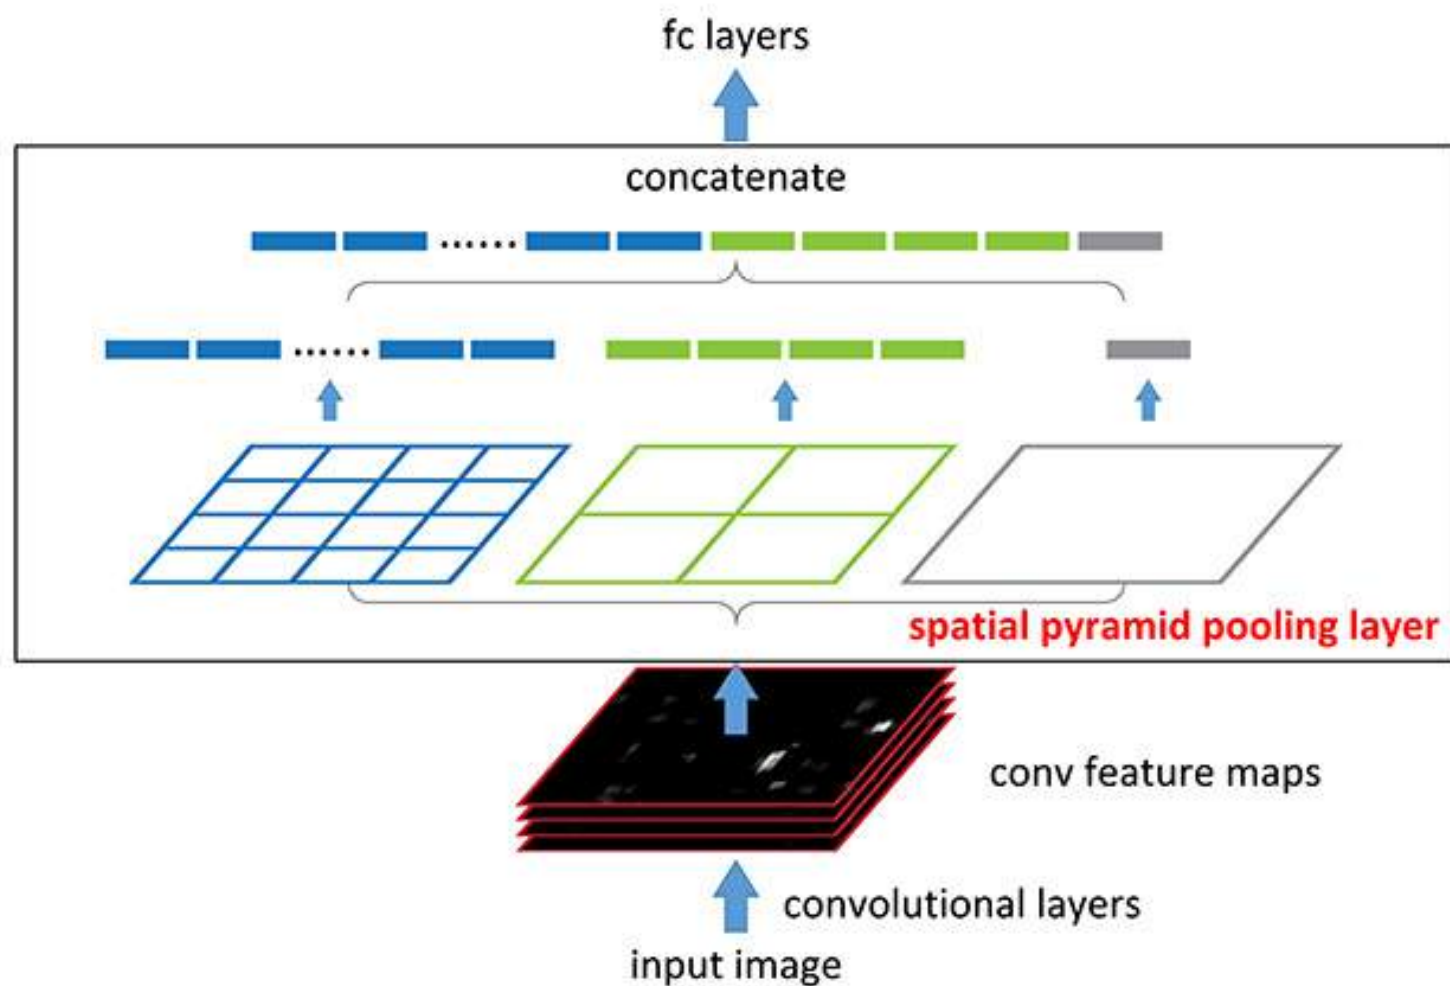 fc layers
concatenate
spatial pyramid pooling layer
conv feature maps
convolutional layers
input image